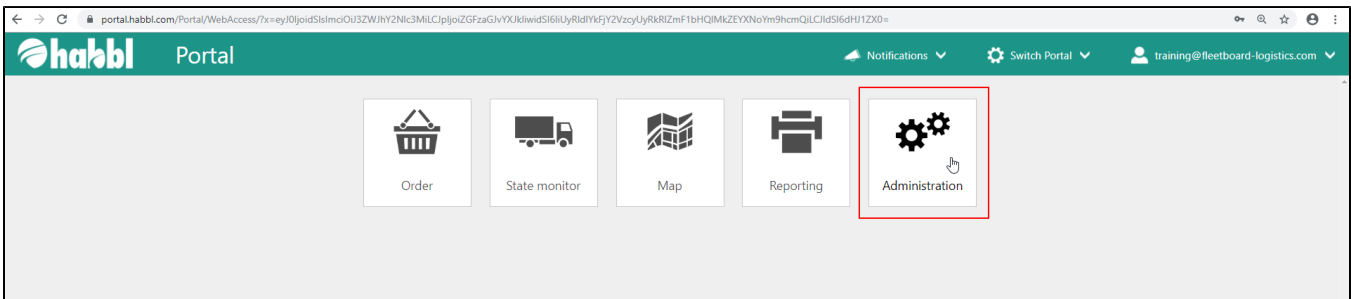 portal.habbl.com/Portal/WebAccess/?x=eyJ0IjoidSIsImciOiJ3ZWJhY2Nlc3MiLCJpIjoiZGFzaGJvYXJkIiwidSI6IiUyRldlYkFjY2VzcyUyRkRlZmF1bHQlMkZEYXNoYm9hcmQiLCJldSI6dHJ1ZX0=
habbl Portal Notifications Switch Portal training@fleetboard-logistics.com
Order State monitor Map Reporting Administration